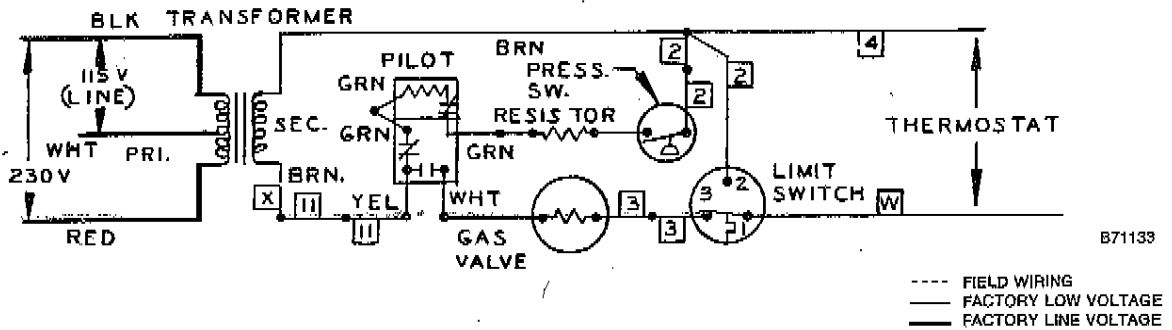 BLK TRANSFORMER
115 V
(LINE)
WHT
PRI.
230V
RED
SEC.
BRN.
X
11
YEL
11
PILOT
GRN
GRN
GRN
WHT
GAS
VALVE
BRN
PRESS.
SW.
RESISTOR
2
2
2
4
THERMOSTAT
LIMIT
SWITCH
3
2
1
3
3
W
B71133
FIELD WIRING
FACTORY LOW VOLTAGE
FACTORY LINE VOLTAGE